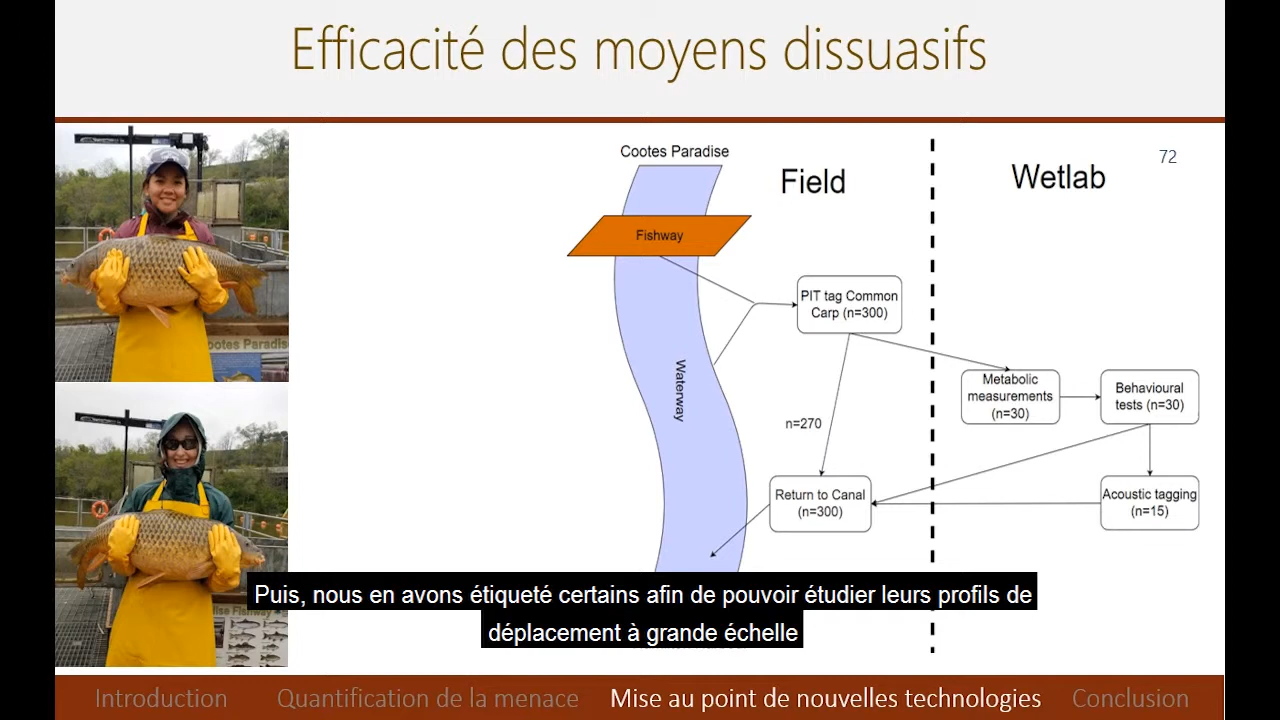 Efficacité des moyens dissuasifs
72
Cootes Paradise
Field
Wetlab
Fishway
PIT tag Common
Carp (n=300)
Waterway
Metabolic
measurements
(n=30)
Behavioural
tests (n=30)
n=270
Return to Canal
(n=300)
Acoustic tagging
(n=15)
ootes Paradise
Fishway
Puis, nous en avons étiqueté certains afin de pouvoir étudier leurs profils de
déplacement à grande échelle
Introduction
Quantification de la menace
Mise au point de nouvelles technologies
Conclusion